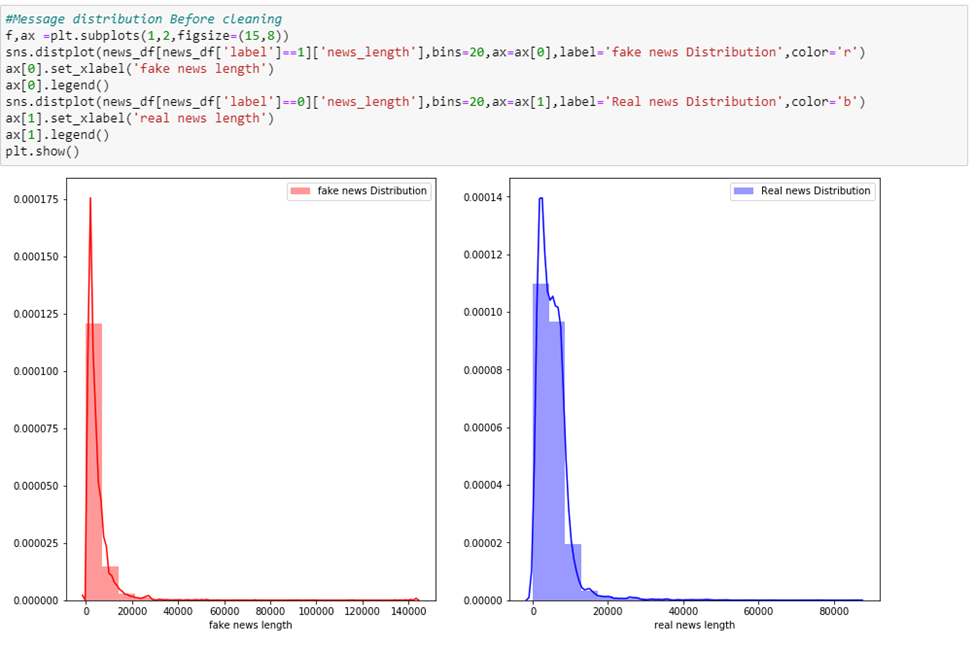 #Message distribution Before cleaning
f,ax =plt.subplots(1,2,figsize=(15,8))
sns.distplot(news_df[news_df['label']==1]['news_length'],bins=20,ax=ax[0],label='fake news Distribution',color='r')
ax[0].set_xlabel('fake news length')
ax[0].legend()
sns.distplot(news_df[news_df['label']==0]['news_length'],bins=20,ax=ax[1],label='Real news Distribution',color='b')
ax[1].set_xlabel('real news length')
ax[1].legend()
plt.show()
fake news Distribution
0.000175
0.000150
0.000125
0.000100
0.000075
0.000050
0.000025
0.000000
0 20000 40000 60000 80000 100000 120000 140000
fake news length
Real news Distribution
0.00014
0.00012
0.00010
0.00008
0.00006
0.00004
0.00002
0.00000
0 20000 40000 60000 80000
real news length